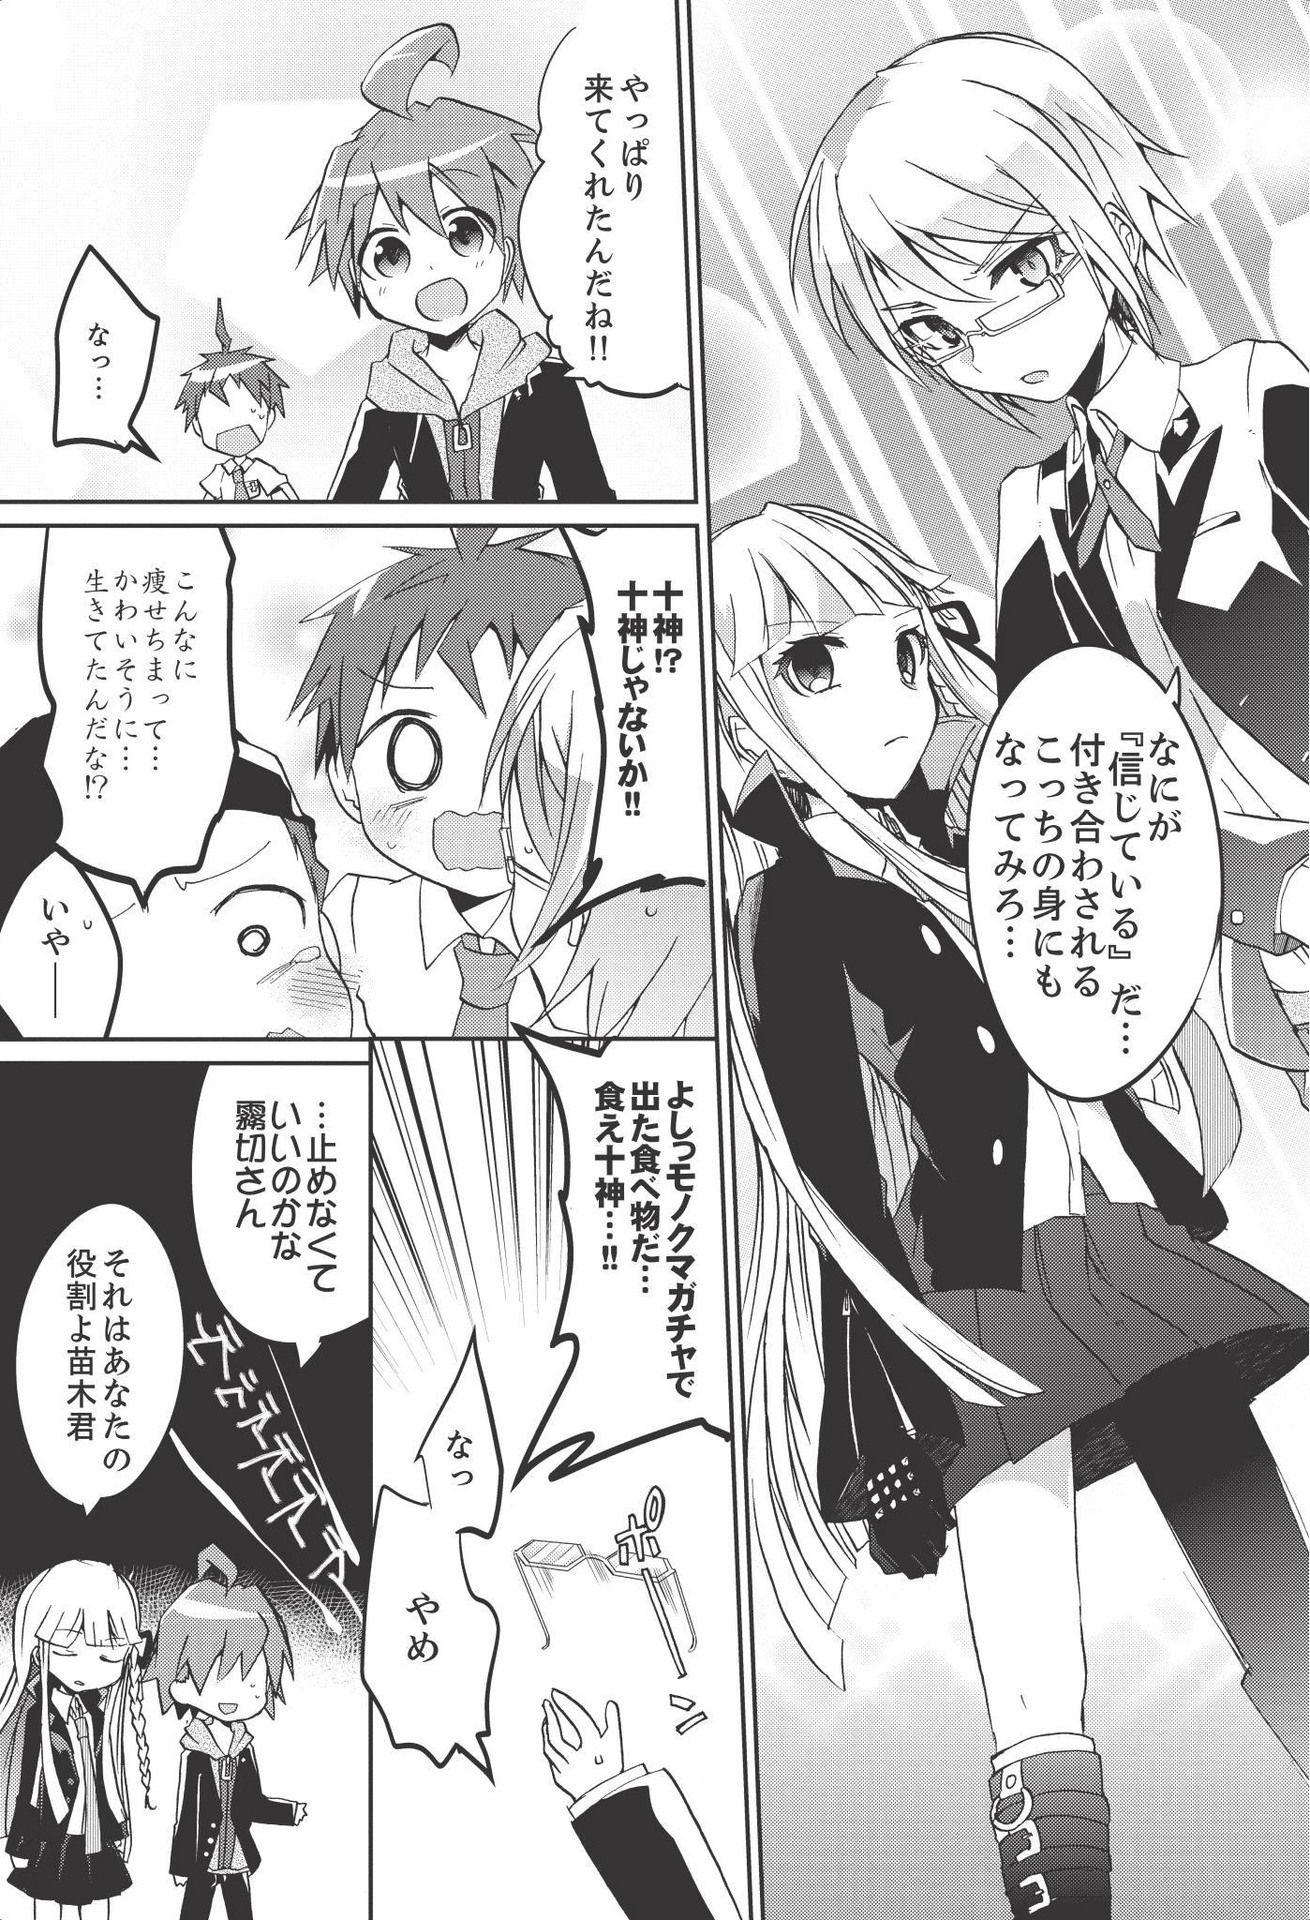 なにが
『信じている』だ…
付き合わされる
こっちの身にも
なってみろ…
やっぱり
来てくれたんだね!!
なっ…
十神!?
十神じゃないか!!
こんなに
痩せちまって…
かわいそうに…
生きてたんだな!?
いや——
よしっモノクマガチャで
出た食べ物だ…
食え十神…!!
なっ
やめ
ポーン
…止めなくて
いいのかな
霧切さん
それはあなたの
役割よ苗木君